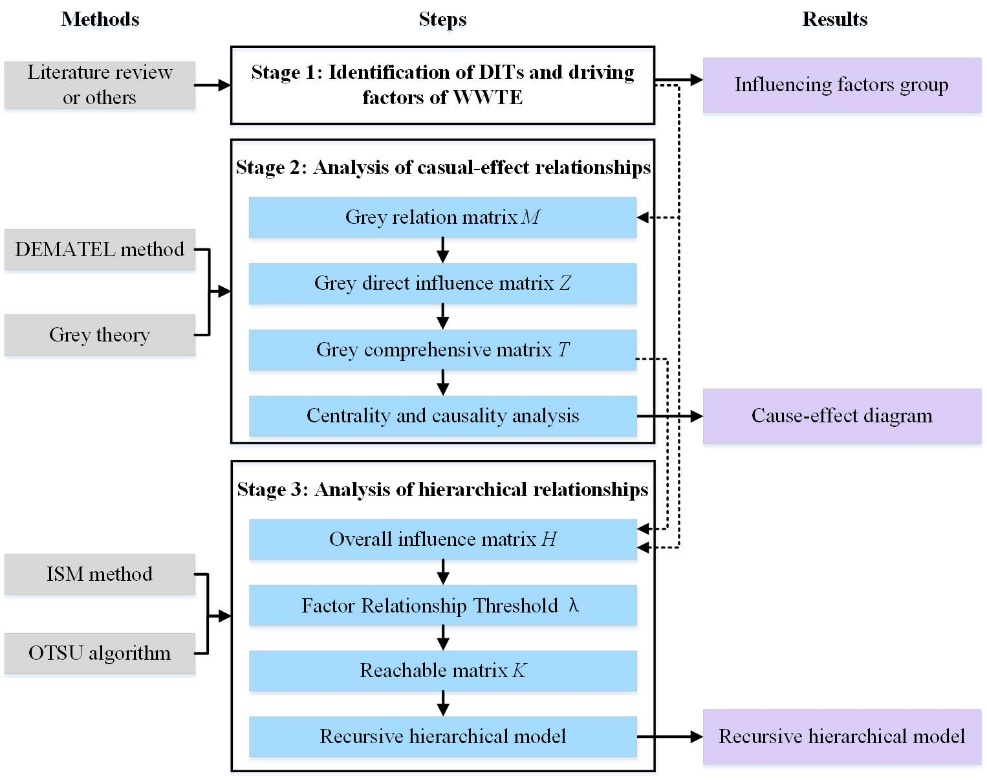 Methods
Steps
Results
Literature review
or others
Stage 1: Identification of DITs and driving
factors of WWTE
Influencing factors group
Stage 2: Analysis of casual-effect relationships
Grey relation matrix M
DEMATEL method
Grey direct influence matrix Z
Grey theory
Grey comprehensive matrix T
Centrality and causality analysis
Cause-effect diagram
Stage 3: Analysis of hierarchical relationships
Overall influence matrix H
ISM method
Factor Relationship Threshold λ
OTSU algorithm
Reachable matrix K
Recursive hierarchical model
Recursive hierarchical model